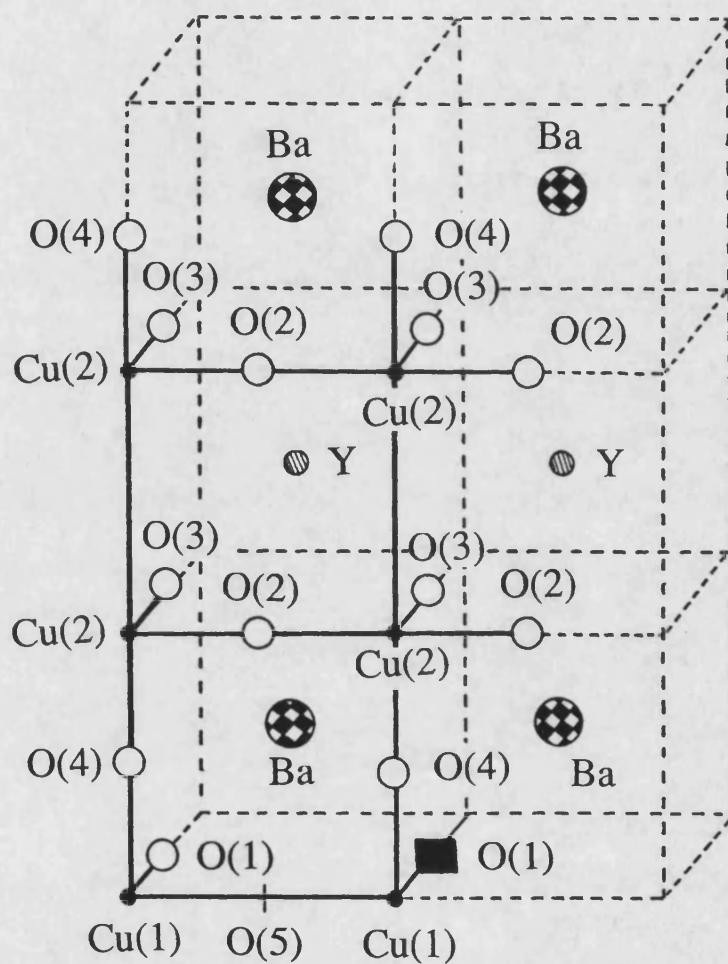 Ba Ba
O(4) O(4)
O(3) O(3)
O(2) O(2)
Cu(2) Cu(2)
Y Y
O(3) O(3)
O(2) O(2)
Cu(2) Cu(2)
O(4) O(4)
Ba Ba
O(1) O(1)
Cu(1) O(5) Cu(1)